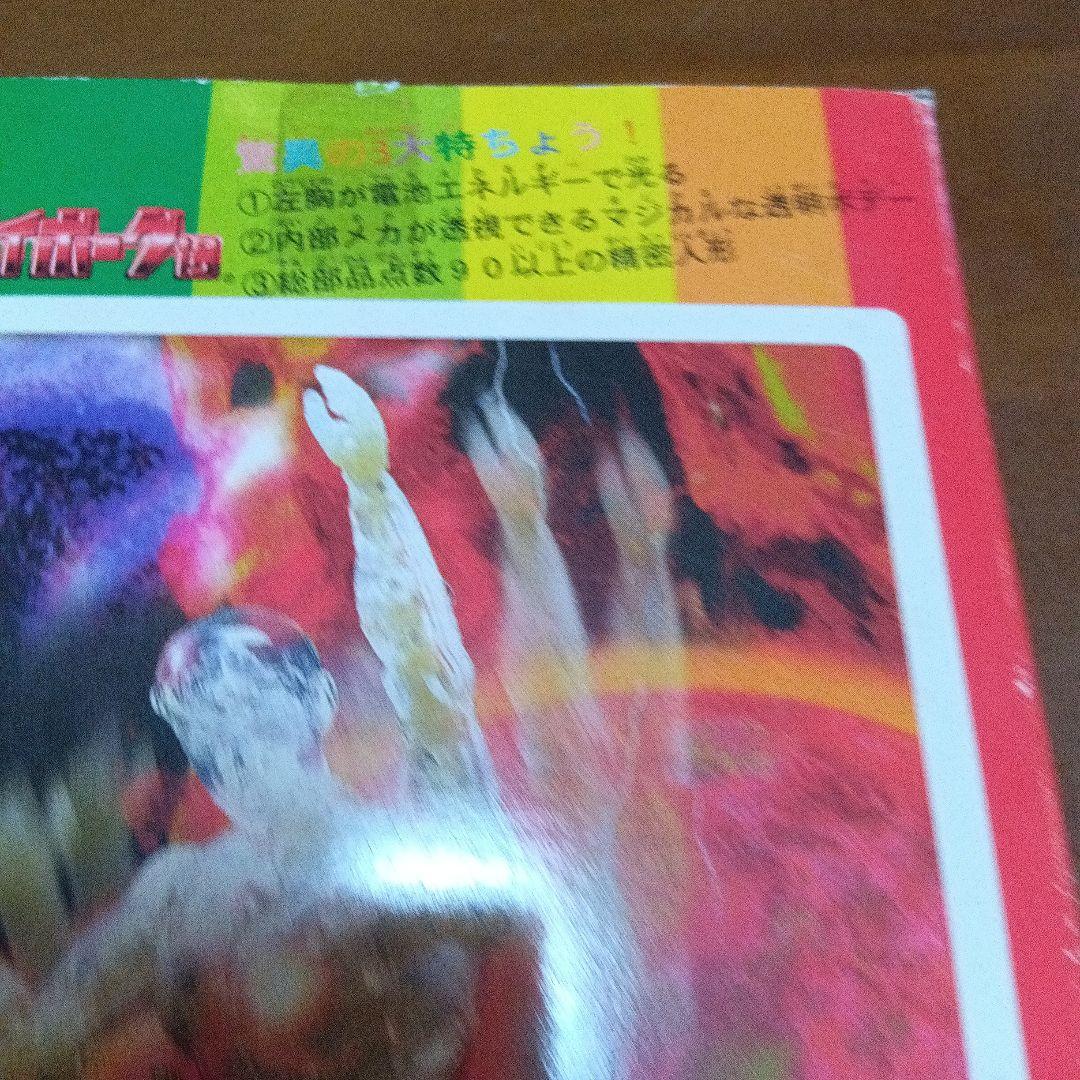 驚異の3大特ちょう!
①左胸が電池エネルギーで光る
②内部メカが透視できるマジカルな透明ボデー
③総部品点数90以上の精密人形
イボーグ